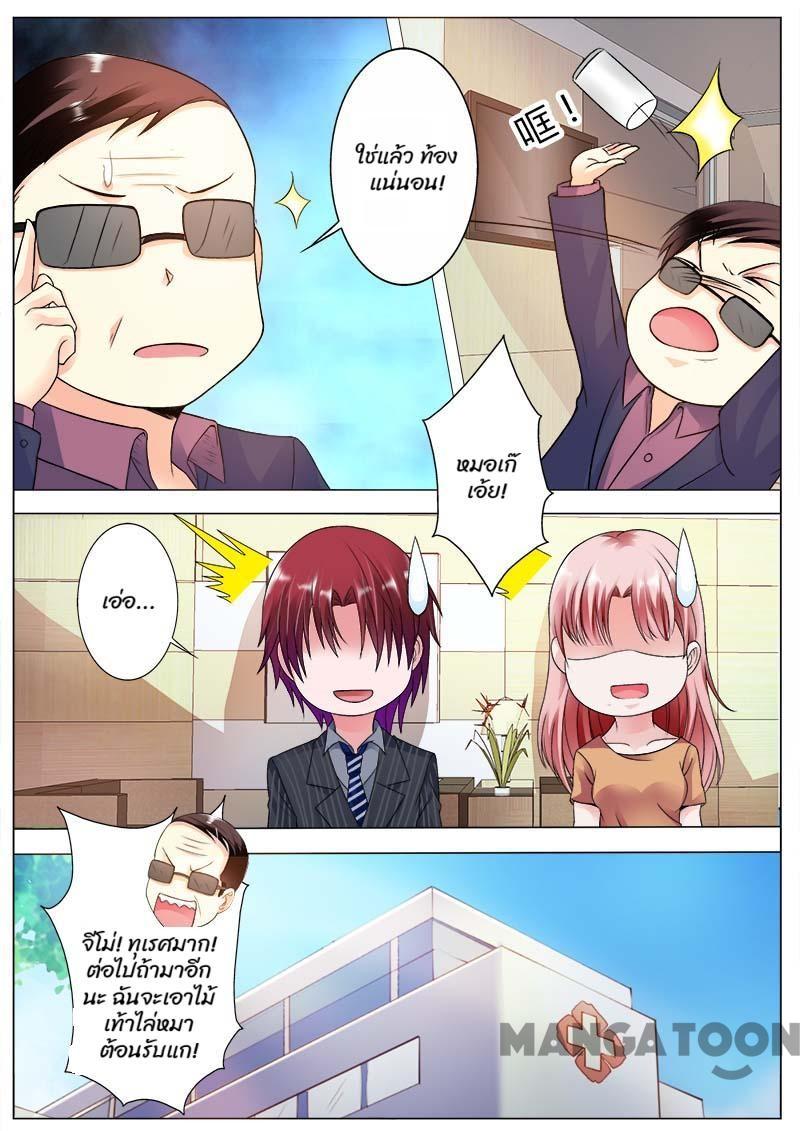 ใช่แล้ว ท้อง
แน่นอน!
哐！
หมอเก๊
เอ้ย!
เอ่อ...
จีโม่! ทุเรศมาก!
ต่อไปถ้ามาอีก
นะ ฉันจะเอาไม้
เท้าไล่หมา
ต้อนรับแก!
MANGATOON